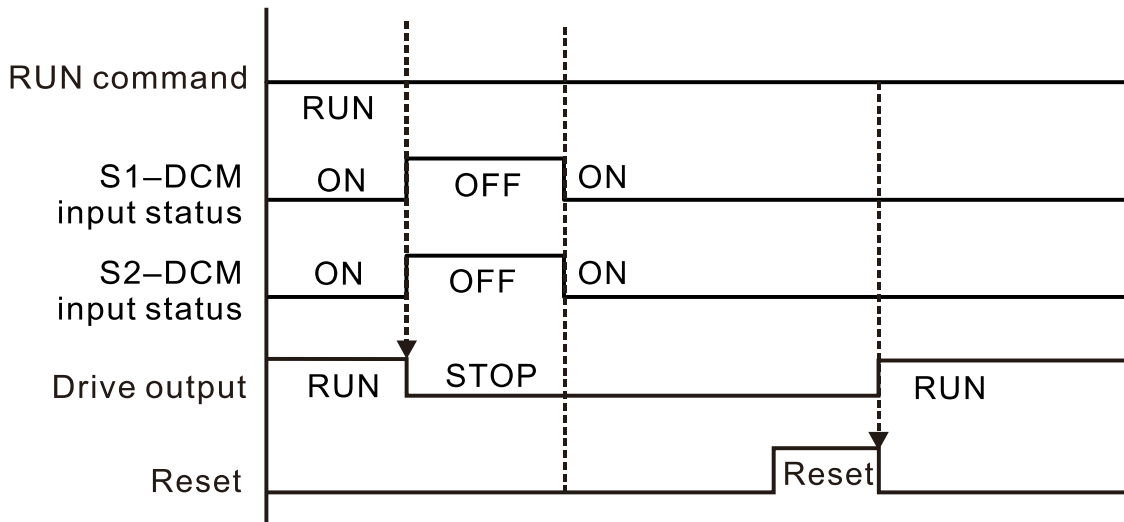 RUN command
RUN
S1–DCM
input status
ON
OFF
ON
S2–DCM
input status
ON
OFF
ON
Drive output
RUN
STOP
RUN
Reset
Reset